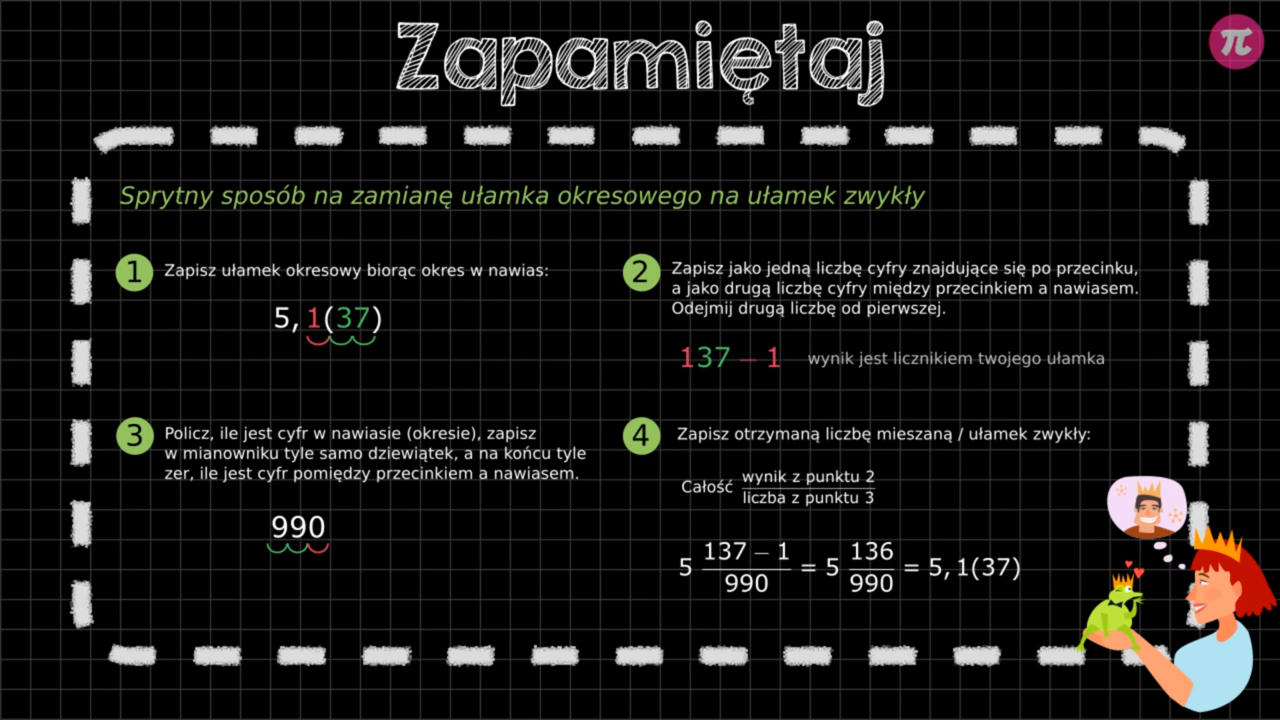 Zapamiętaj
π
Sprytny sposób na zamianę ułamka okresowego na ułamek zwykły
1 Zapisz ułamek okresowy biorąc okres w nawias:
5, 1(37)
2 Zapisz jako jedną liczbę cyfry znajdujące się po przecinku,
a jako drugą liczbę cyfry między przecinkiem a nawiasem.
Odejmij drugą liczbę od pierwszej.
137 – 1 wynik jest licznikiem twojego ułamka
3 Policz, ile jest cyfr w nawiasie (okresie), zapisz
w mianowniku tyle samo dziewiątek, a na końcu tyle
zer, ile jest cyfr pomiędzy przecinkiem a nawiasem.
990
4 Zapisz otrzymaną liczbę mieszaną / ułamek zwykły:
wynik z punktu 2
Całość
liczba z punktu 3
137 – 1 136
5 = 5 = 5, 1(37)
990 990